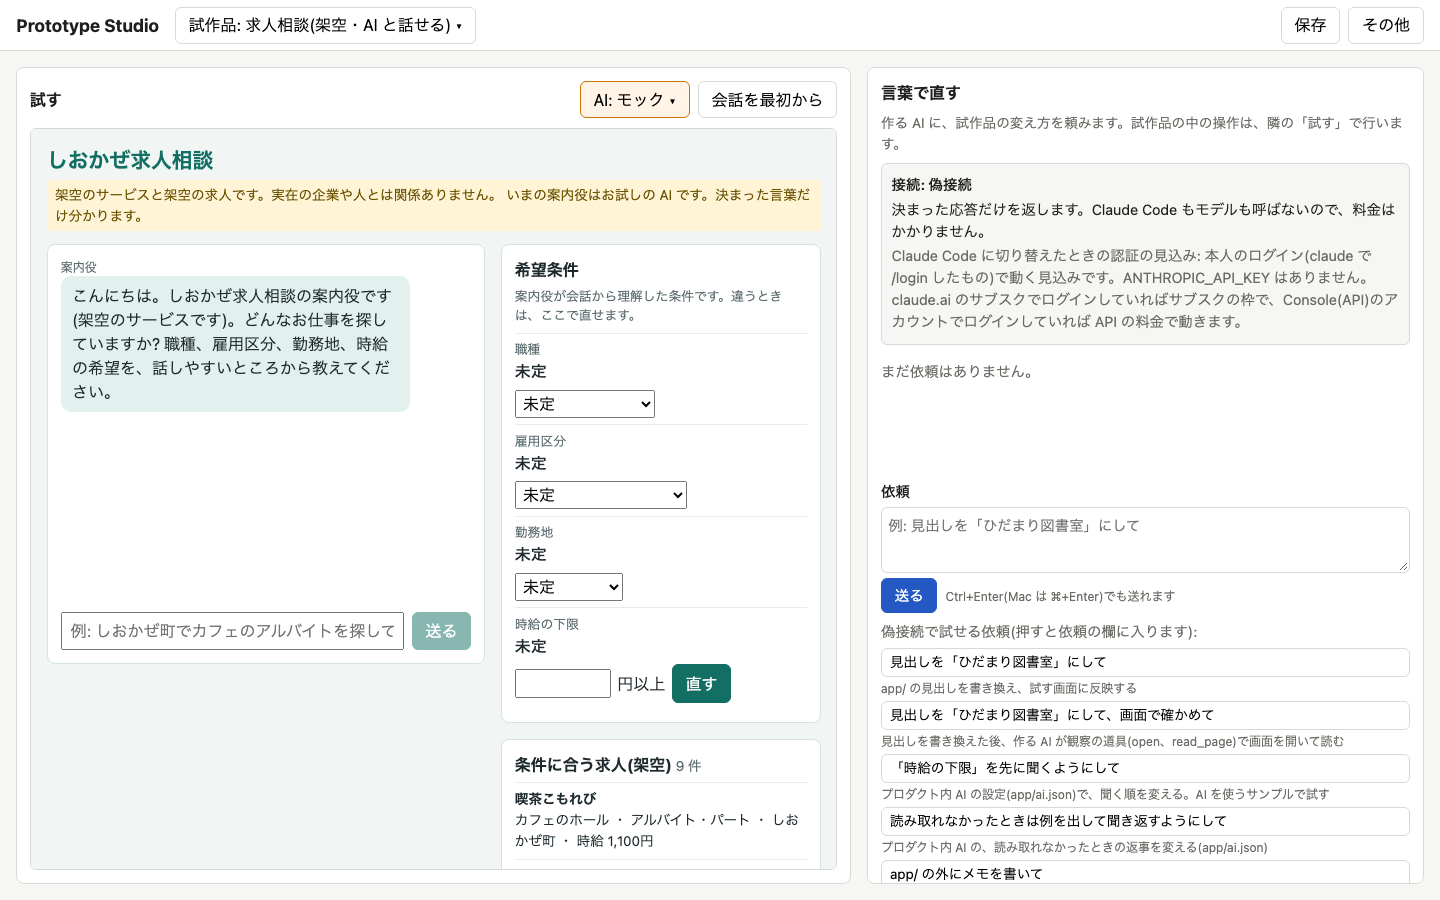 Prototype Studio
試作品: 求人相談(架空・AI と話せる) ▾
保存
その他
試す
AI: モック ▾
会話を最初から
しおかぜ求人相談
架空のサービスと架空の求人です。実在の企業や人とは関係ありません。 いまの案内役はお試しの AI です。決まった言葉だ
け分かります。
案内役
こんにちは。しおかぜ求人相談の案内役です
(架空のサービスです)。どんなお仕事を探し
ていますか? 職種、雇用区分、勤務地、時給
の希望を、話しやすいところから教えてくだ
さい。
例: しおかぜ町でカフェのアルバイトを探して
送る
希望条件
案内役が会話から理解した条件です。違うとき
は、ここで直せます。
職種
未定
未定
雇用区分
未定
未定
勤務地
未定
未定
時給の下限
未定
円以上
直す
条件に合う求人(架空) 9 件
喫茶こもれび
カフェのホール ・ アルバイト・パート ・ しお
かぜ町 ・ 時給 1,100円
言葉で直す
作る AI に、試作品の変え方を頼みます。試作品の中の操作は、隣の「試す」で行いま
す。
接続: 偽接続
決まった応答だけを返します。Claude Code もモデルも呼ばないので、料金は
かかりません。
Claude Code に切り替えたときの認証の見込み: 本人のログイン(claude で
/login したもの)で動く見込みです。ANTHROPIC_API_KEY はありません。
claude.ai のサブスクでログインしていればサブスクの枠で、Console(API)のア
カウントでログインしていれば API の料金で動きます。
まだ依頼はありません。
依頼
例: 見出しを「ひだまり図書室」にして
送る
Ctrl+Enter(Mac は ⌘+Enter)でも送れます
偽接続で試せる依頼(押すと依頼の欄に入ります):
見出しを「ひだまり図書室」にして
app/ の見出しを書き換え、試す画面に反映する
見出しを「ひだまり図書室」にして、画面で確かめて
見出しを書き換えた後、作る AI が観察の道具(open、read_page)で画面を開いて読む
「時給の下限」を先に聞くようにして
プロダクト内 AI の設定(app/ai.json)で、聞く順を変える。AI を使うサンプルで試す
読み取れなかったときは例を出して聞き返すようにして
プロダクト内 AI の、読み取れなかったときの返事を変える(app/ai.json)
app/ の外にメモを書いて